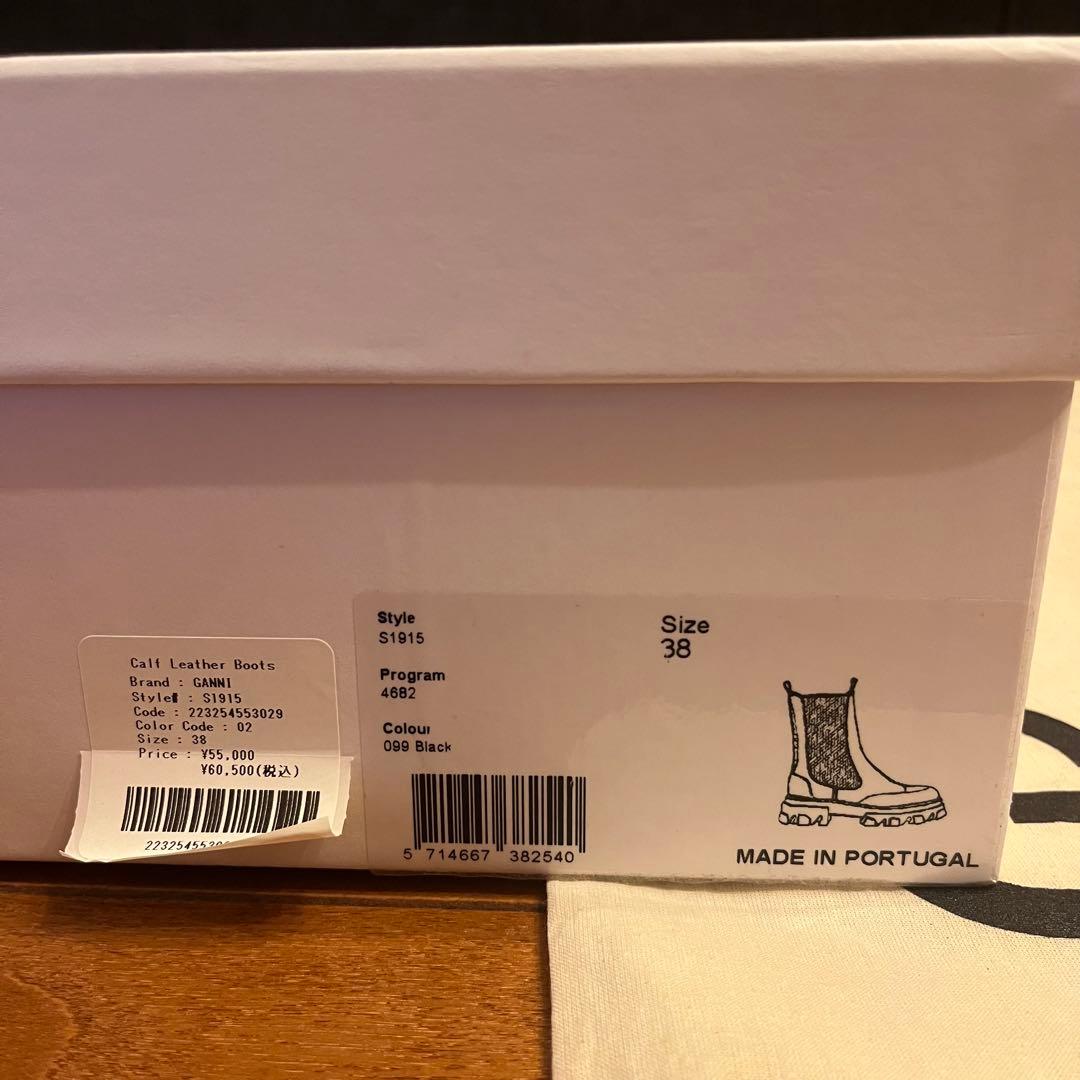 Calf Leather Boots
Brand : GANNI
Style# : S1915
Code : 223254553029
Color Code : 02
Size : 38
Price : ¥55,000
¥60,500(税込)
Style
S1915
Program
4682
Colour
099 Black
5 714667 382540
Size
38
MADE IN PORTUGAL